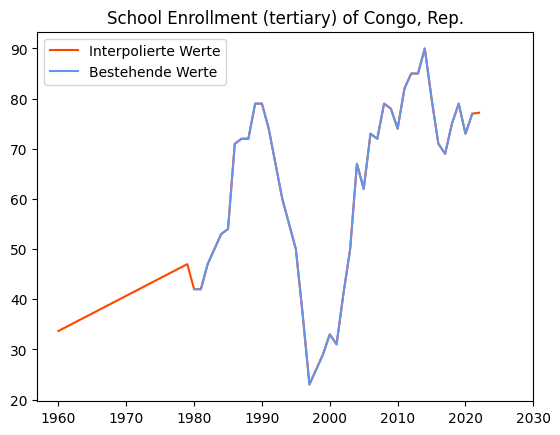 School Enrollment (tertiary) of Congo, Rep.
Interpolierte Werte
Bestehende Werte
90
80
70
60
50
40
30
20
1960 1970 1980 1990 2000 2010 2020 2030